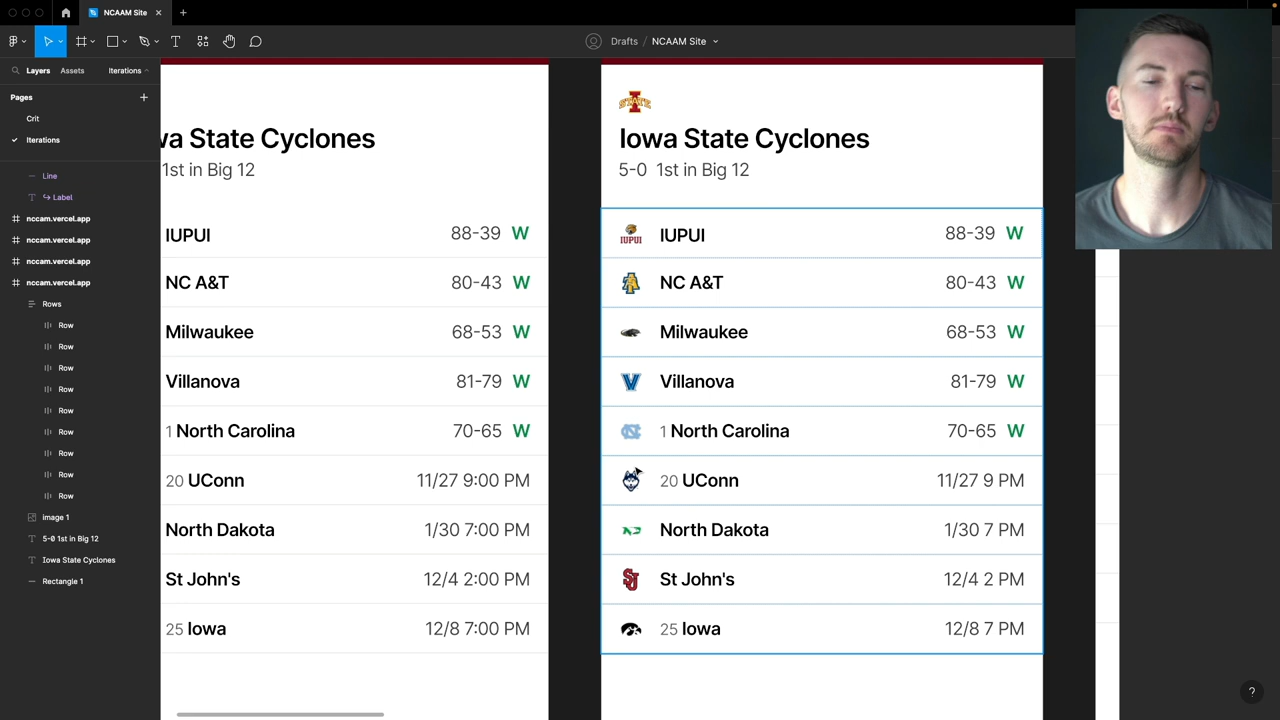 NCAAM Site
Drafts / NCAAM Site
Layers
Assets
Iterations
Pages
Crit
Iterations
Line
Label
nccam.vercel.app
nccam.vercel.app
nccam.vercel.app
nccam.vercel.app
Rows
Row
Row
Row
Row
Row
Row
Row
Row
Row
image 1
5-0 1st in Big 12
Iowa State Cyclones
Rectangle 1
wa State Cyclones
1st in Big 12
IUPUI 88-39 W
NC A&T 80-43 W
Milwaukee 68-53 W
Villanova 81-79 W
1 North Carolina 70-65 W
20 UConn 11/27 9:00 PM
North Dakota 1/30 7:00 PM
St John's 12/4 2:00 PM
25 Iowa 12/8 7:00 PM
STATE
Iowa State Cyclones
5-0 1st in Big 12
IUPUI IUPUI 88-39 W
NC A&T 80-43 W
Milwaukee 68-53 W
Villanova 81-79 W
1 North Carolina 70-65 W
20 UConn 11/27 9 PM
North Dakota 1/30 7 PM
St John's 12/4 2 PM
25 Iowa 12/8 7 PM
?